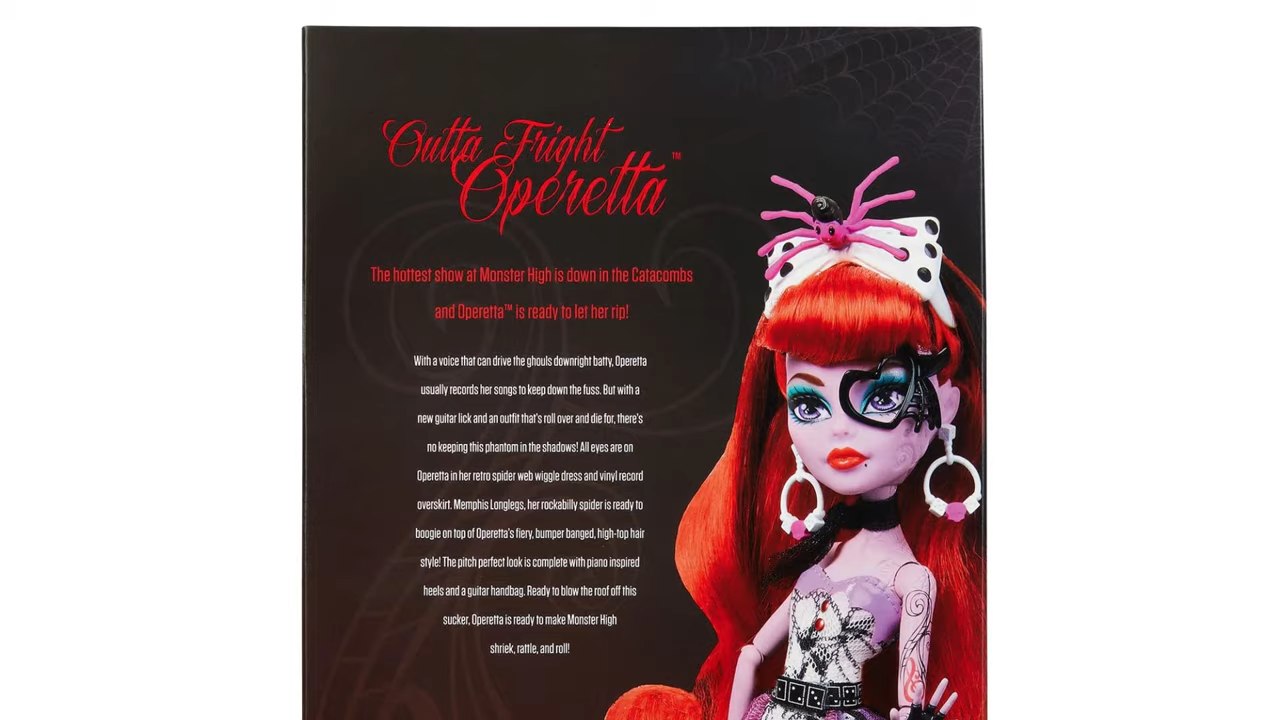 Outta Fright
Operetta™
The hottest show at Monster High is down in the Catacombs
and Operetta™ is ready to let her rip!
With a voice that can drive the ghouls downright batty, Operetta
usually records her songs to keep down the fuss. But with a
new guitar lick and an outfit that's roll over and die for, there's
no keeping this phantom in the shadows! All eyes are on
Operetta in her retro spider web wiggle dress and vinyl record
overskirt. Memphis Longlegs, her rockabilly spider is ready to
boogie on top of Operetta's fiery, bumper banged, high-top hair
style! The pitch perfect look is complete with piano inspired
heels and a guitar handbag. Ready to blow the roof off this
sucker, Operetta is ready to make Monster High
shriek, rattle, and roll!